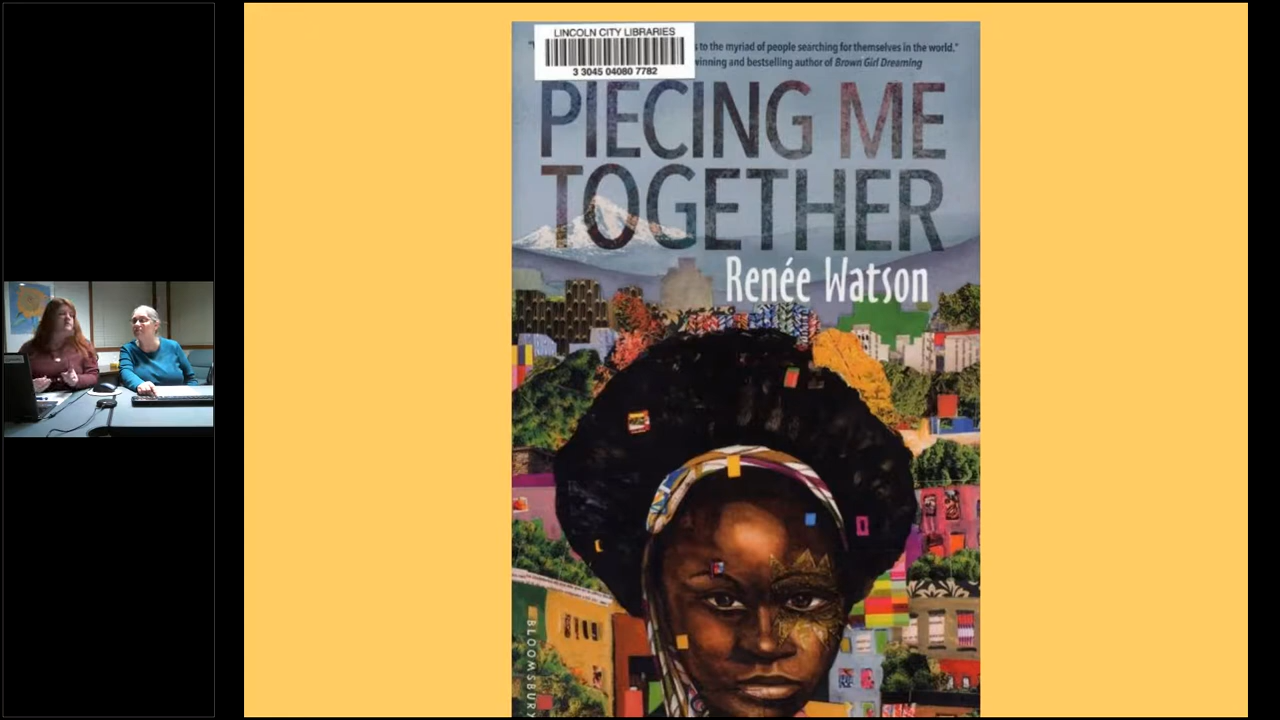 LINCOLN CITY LIBRARIES
3 3045 04080 7782
s to the myriad of people searching for themselves in the world."
winning and bestselling author of Brown Girl Dreaming
PIECING ME
TOGETHER
Renée Watson
BLOOMSBURY